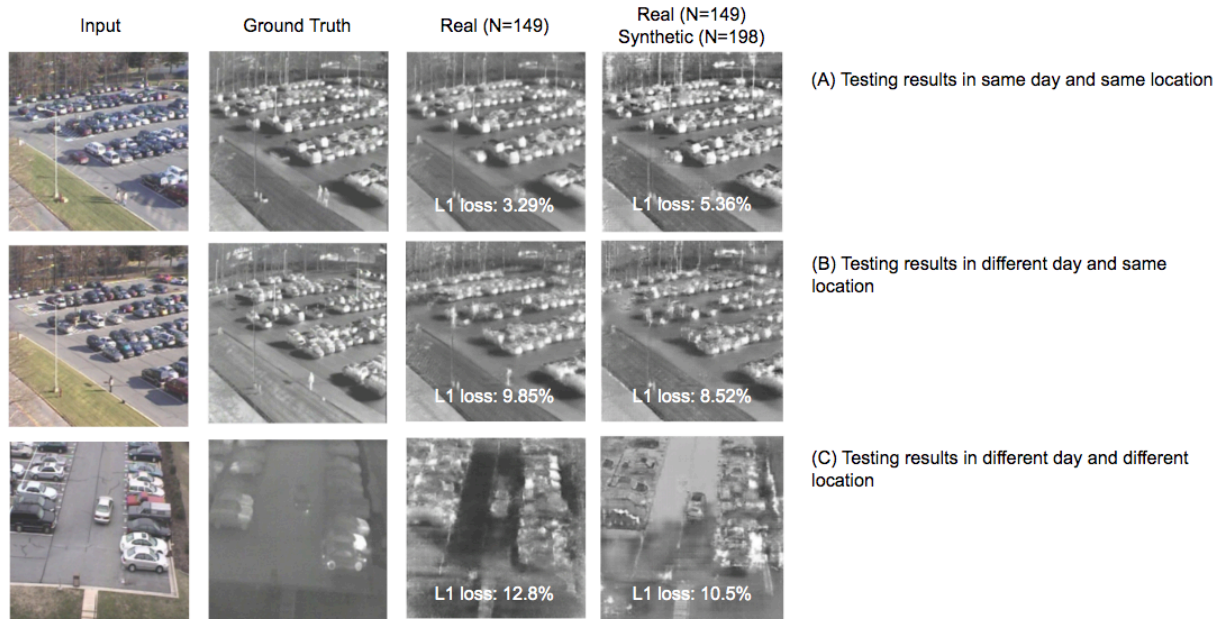 Input
Ground Truth
Real (N=149)
Real (N=149)
Synthetic (N=198)
L1 loss: 3.29%
L1 loss: 5.36%
(A) Testing results in same day and same location
L1 loss: 9.85%
L1 loss: 8.52%
(B) Testing results in different day and same
location
L1 loss: 12.8%
L1 loss: 10.5%
(C) Testing results in different day and different
location